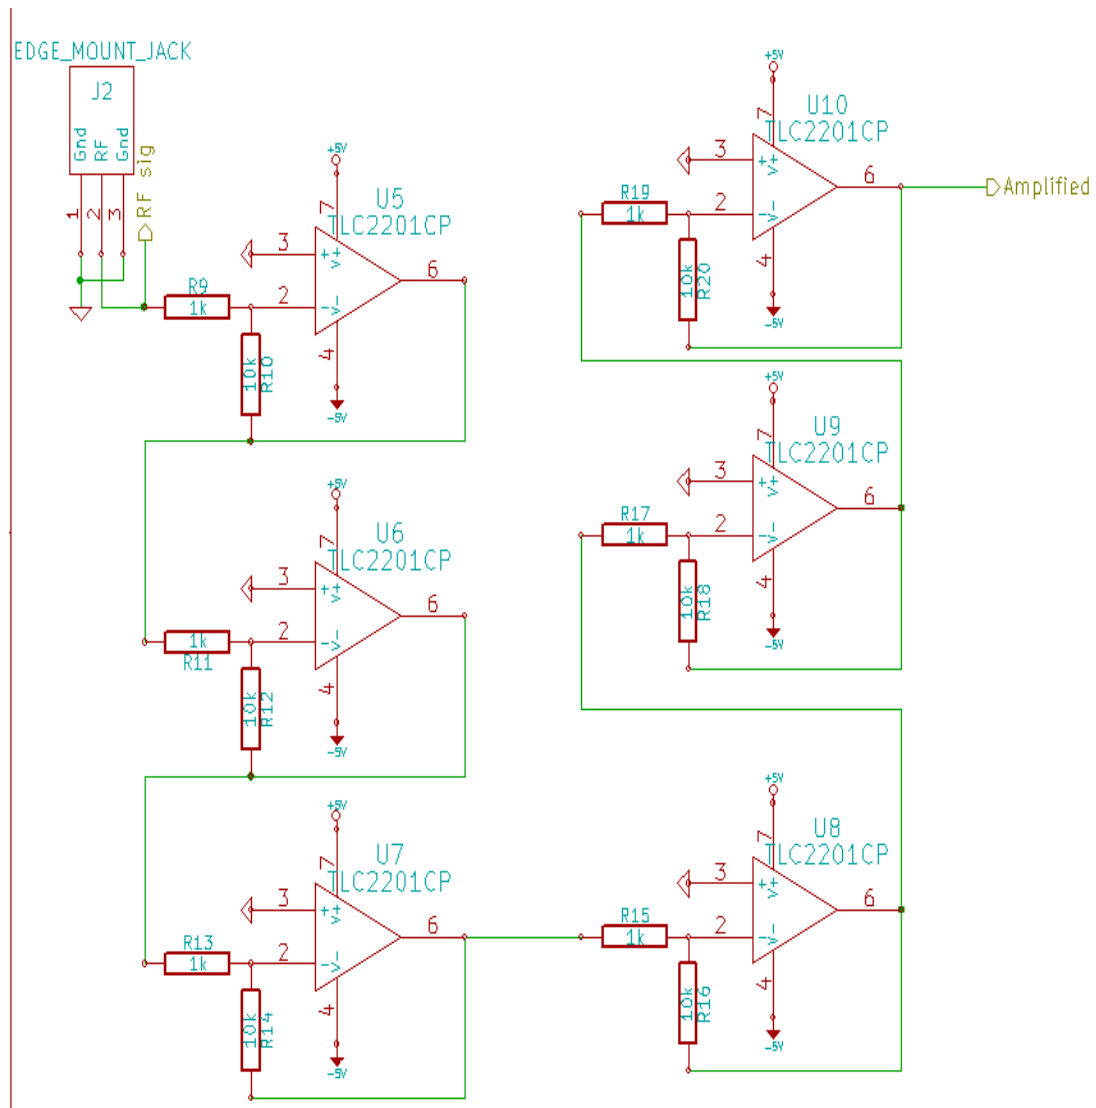 EDGE_MOUNT_JACK
J2
Gnd
RF
Gnd
1
2
3
RF sig
R9
1k
10k
R10
+5V
7
U5
TLC2201CP
3
2
6
4
+
V+
-
V-
-5V
R11
1k
10k
R12
+5V
7
U6
TLC2201CP
3
2
6
4
+
V+
-
V-
-5V
R13
1k
10k
R14
+5V
7
U7
TLC2201CP
3
2
6
4
+
V+
-
V-
-5V
R15
1k
10k
R16
+5V
7
U8
TLC2201CP
3
2
6
4
+
V+
-
V-
-5V
R17
1k
10k
R18
+5V
7
U9
TLC2201CP
3
2
6
4
+
V+
-
V-
-5V
R19
1k
10k
R20
+5V
7
U10
TLC2201CP
3
2
6
4
+
V+
-
V-
-5V
Amplified